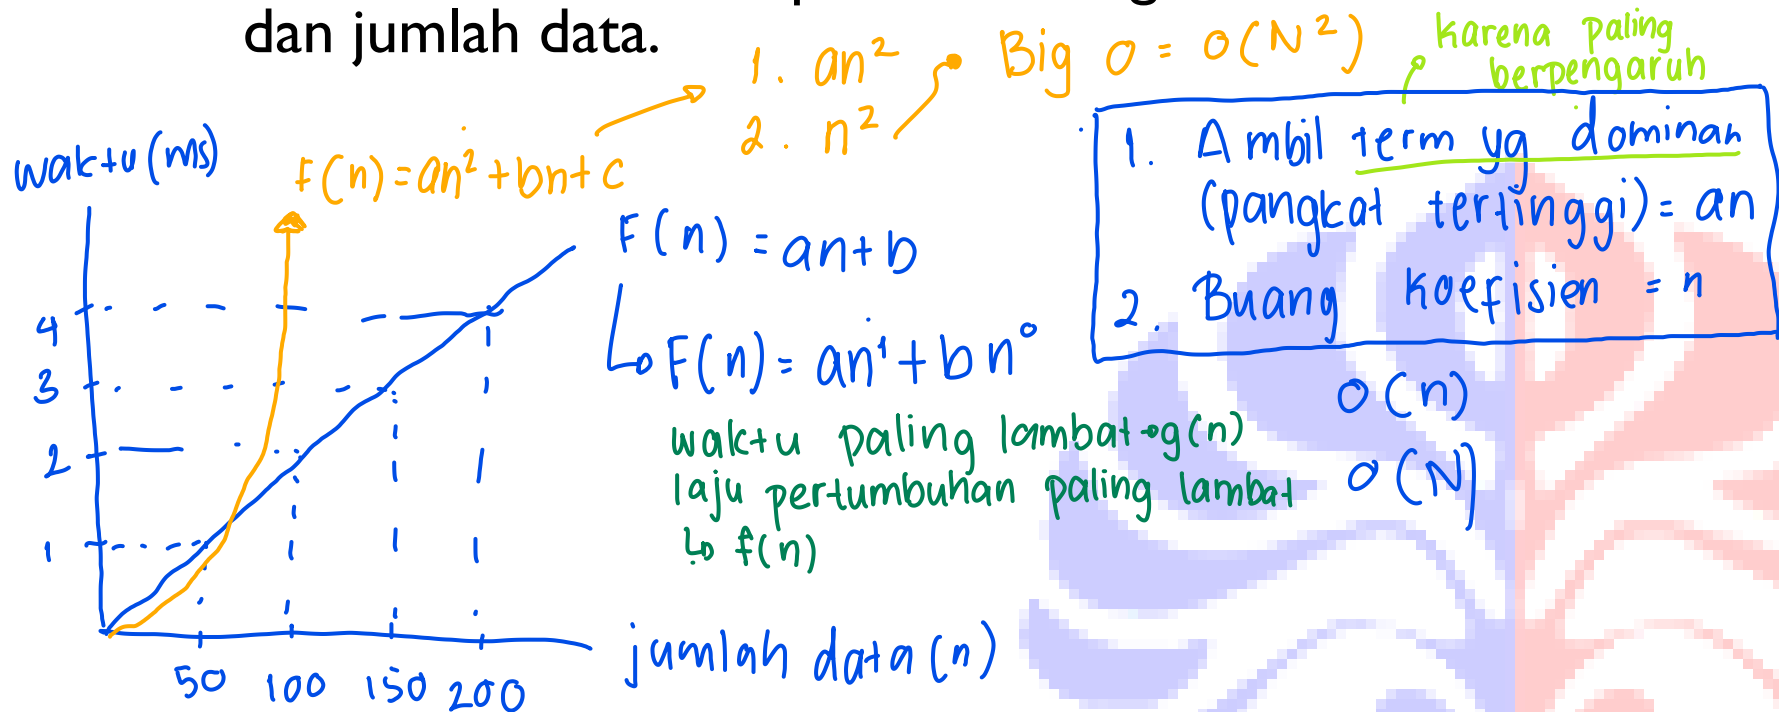 dan jumlah data.
1. an²
2. n²
Big O = O(N²)
karena paling
berpengaruh
waktu (ms)
F(n) = an² + bn + c
1. Ambil term yg dominan
(pangkat tertinggi) = an
2. Buang koefisien = n
F(n) = an + b
↳ F(n) = an¹ + bn⁰
O(n)
O(N)
waktu paling lambat → g(n)
laju pertumbuhan paling lambat
↳ f(n)
4
3
2
1
50 100 150 200
jumlah data (n)